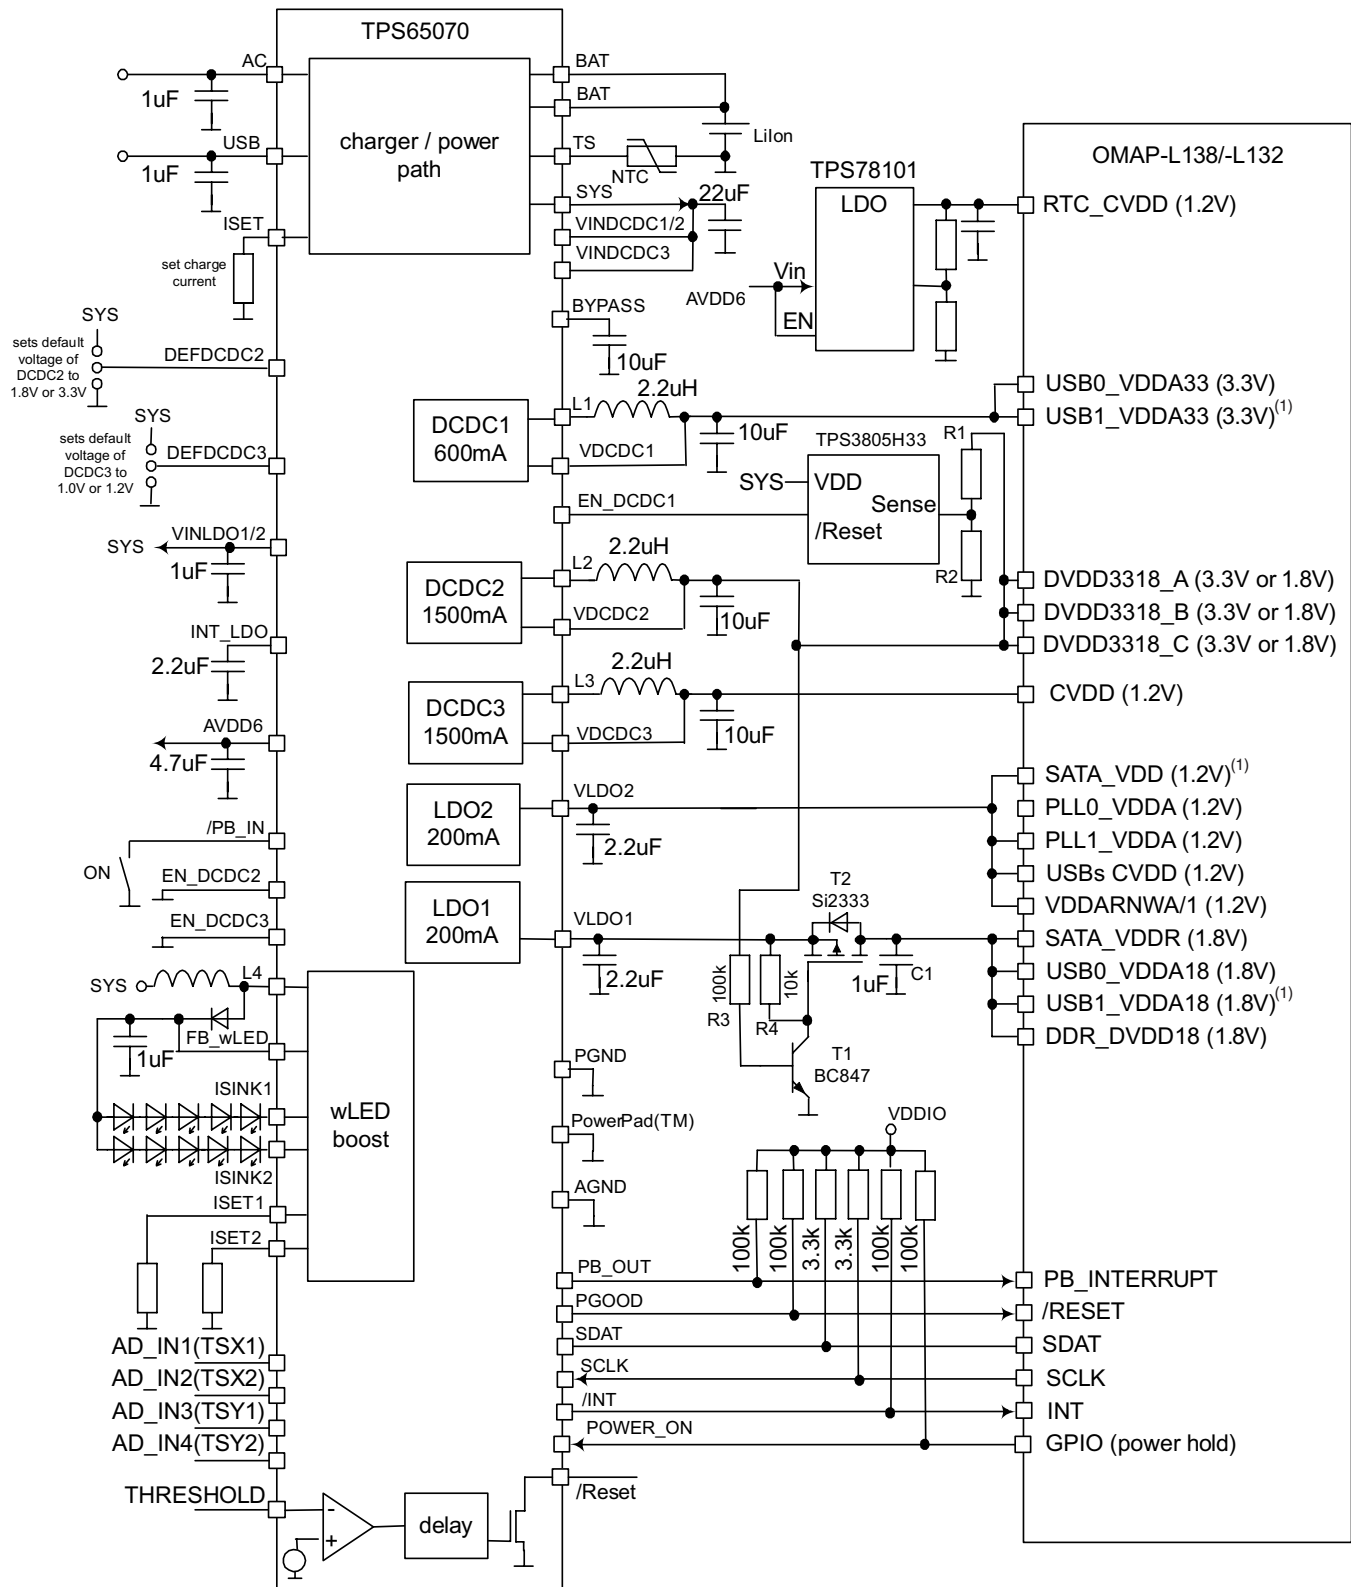 TPS65070
AC
1uF
USB
1uF
ISET
set charge
current
charger / power
path
BAT
BAT
LiIon
TS
NTC
SYS
22uF
VINDCDC1/2
VINDCDC3
BYPASS
10uF
SYS
sets default
voltage of
DCDC2 to
1.8V or 3.3V
DEFDCDC2
SYS
sets default
voltage of
DCDC3 to
1.0V or 1.2V
DEFDCDC3
SYS
VINLDO1/2
1uF
INT_LDO
2.2uF
AVDD6
4.7uF
/PB_IN
ON
EN_DCDC2
EN_DCDC3
SYS
L4
FB_wLED
1uF
ISINK1
ISINK2
ISET1
ISET2
wLED
boost
AD_IN1(TSX1)
AD_IN2(TSX2)
AD_IN3(TSY1)
AD_IN4(TSY2)
THRESHOLD
-
+
delay
/Reset
DCDC1
600mA
L1
2.2uH
VDCDC1
10uF
EN_DCDC1
DCDC2
1500mA
L2
2.2uH
VDCDC2
10uF
DCDC3
1500mA
L3
2.2uH
VDCDC3
10uF
LDO2
200mA
VLDO2
2.2uF
LDO1
200mA
VLDO1
2.2uF
PGND
PowerPad(TM)
AGND
PB_OUT
PGOOD
SDAT
SCLK
/INT
POWER_ON
TPS78101
LDO
Vin
AVDD6
EN
TPS3805H33
SYS
VDD
Sense
/Reset
R1
R2
T2
Si2333
100k
R3
10k
R4
1uF
C1
T1
BC847
VDDIO
100k
100k
3.3k
3.3k
100k
100k
OMAP-L138/-L132
RTC_CVDD (1.2V)
USB0_VDDA33 (3.3V)
USB1_VDDA33 (3.3V)(1)
DVDD3318_A (3.3V or 1.8V)
DVDD3318_B (3.3V or 1.8V)
DVDD3318_C (3.3V or 1.8V)
CVDD (1.2V)
SATA_VDD (1.2V)(1)
PLL0_VDDA (1.2V)
PLL1_VDDA (1.2V)
USBs CVDD (1.2V)
VDDARNWA/1 (1.2V)
SATA_VDDR (1.8V)
USB0_VDDA18 (1.8V)
USB1_VDDA18 (1.8V)(1)
DDR_DVDD18 (1.8V)
PB_INTERRUPT
/RESET
SDAT
SCLK
INT
GPIO (power hold)